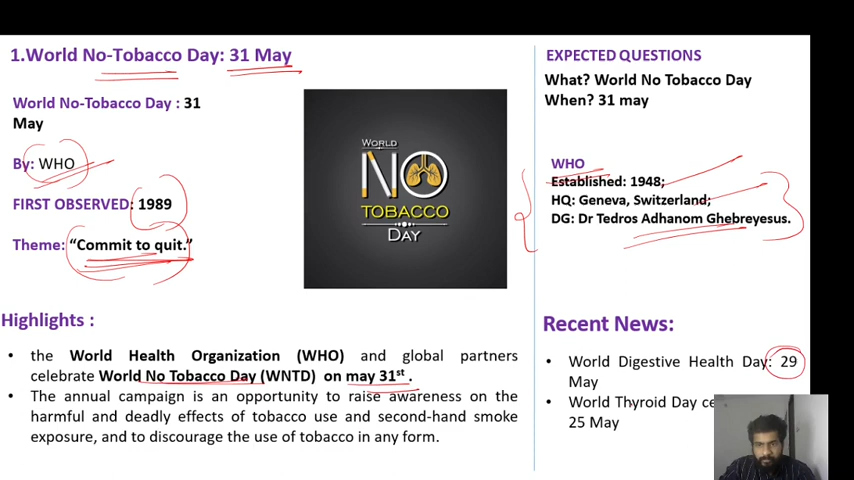 1.World No-Tobacco Day: 31 May
World No-Tobacco Day : 31
May
By: WHO
FIRST OBSERVED: 1989
Theme: “Commit to quit.”
WORLD
NO
TOBACCO
DAY
Highlights :
• the World Health Organization (WHO) and global partners
celebrate World No Tobacco Day (WNTD) on may 31st .
• The annual campaign is an opportunity to raise awareness on the
harmful and deadly effects of tobacco use and second-hand smoke
exposure, and to discourage the use of tobacco in any form.
EXPECTED QUESTIONS
What? World No Tobacco Day
When? 31 may
WHO
Established: 1948;
HQ: Geneva, Switzerland;
DG: Dr Tedros Adhanom Ghebreyesus.
Recent News:
• World Digestive Health Day: 29
May
• World Thyroid Day
25 May